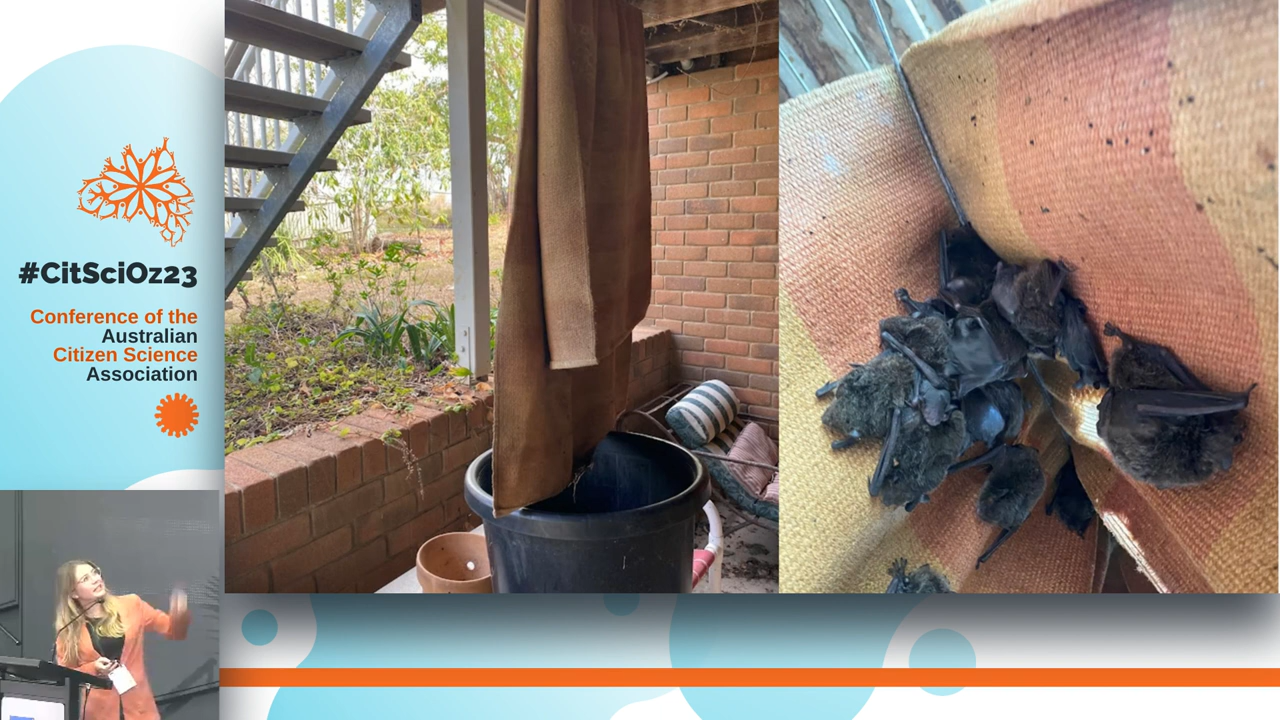 #CitSciOz23
Conference of the
Australian
Citizen Science
Association